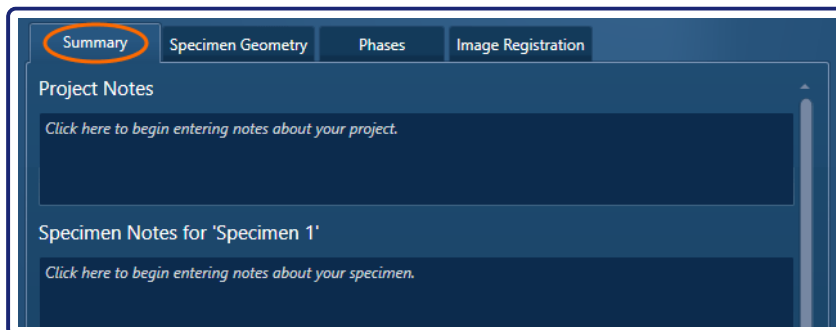 Summary Specimen Geometry Phases Image Registration
Project Notes
Click here to begin entering notes about your project.
Specimen Notes for 'Specimen 1'
Click here to begin entering notes about your specimen.